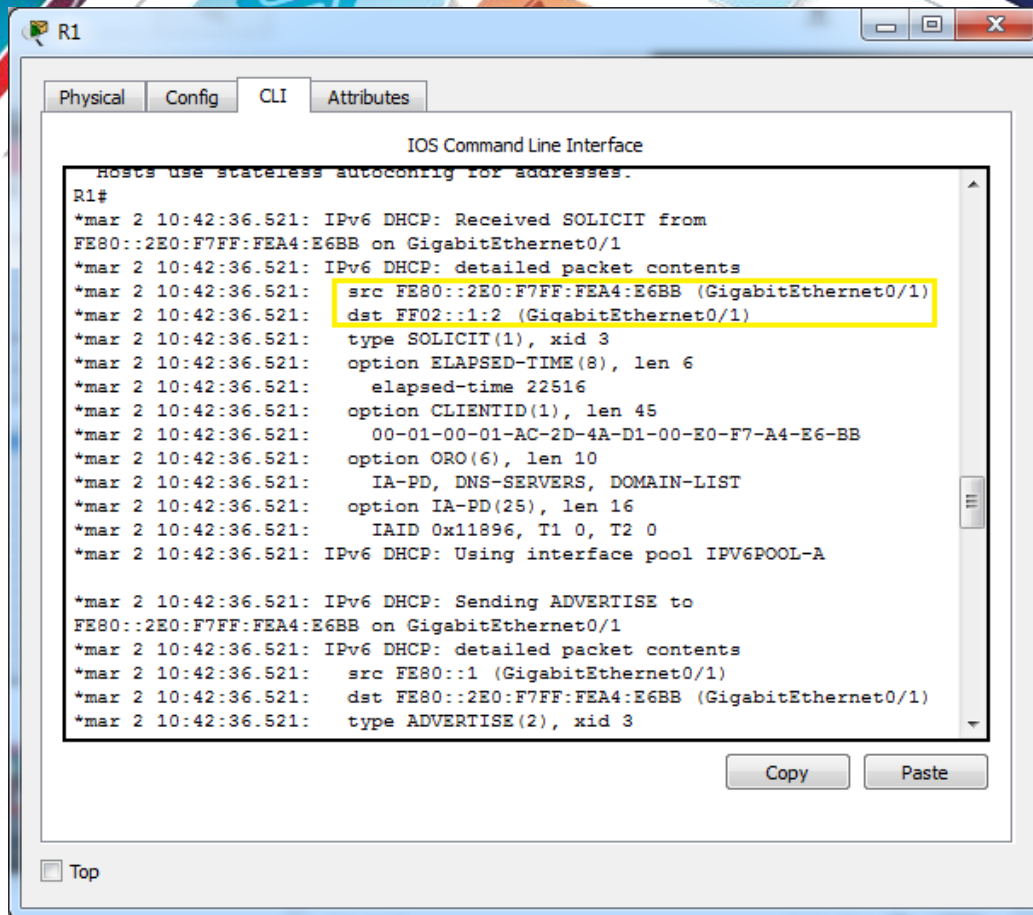 R1
Physical Config CLI Attributes
IOS Command Line Interface
Hosts use stateless autoconfig for addresses.
R1#
*mar 2 10:42:36.521: IPv6 DHCP: Received SOLICIT from
FE80::2E0:F7FF:FEA4:E6BB on GigabitEthernet0/1
*mar 2 10:42:36.521: IPv6 DHCP: detailed packet contents
*mar 2 10:42:36.521:   src FE80::2E0:F7FF:FEA4:E6BB (GigabitEthernet0/1)
*mar 2 10:42:36.521:   dst FF02::1:2 (GigabitEthernet0/1)
*mar 2 10:42:36.521:   type SOLICIT(1), xid 3
*mar 2 10:42:36.521:   option ELAPSED-TIME(8), len 6
*mar 2 10:42:36.521:     elapsed-time 22516
*mar 2 10:42:36.521:   option CLIENTID(1), len 45
*mar 2 10:42:36.521:     00-01-00-01-AC-2D-4A-D1-00-E0-F7-A4-E6-BB
*mar 2 10:42:36.521:   option ORO(6), len 10
*mar 2 10:42:36.521:     IA-PD, DNS-SERVERS, DOMAIN-LIST
*mar 2 10:42:36.521:   option IA-PD(25), len 16
*mar 2 10:42:36.521:     IAID 0x11896, T1 0, T2 0
*mar 2 10:42:36.521: IPv6 DHCP: Using interface pool IPV6POOL-A
*mar 2 10:42:36.521: IPv6 DHCP: Sending ADVERTISE to
FE80::2E0:F7FF:FEA4:E6BB on GigabitEthernet0/1
*mar 2 10:42:36.521: IPv6 DHCP: detailed packet contents
*mar 2 10:42:36.521:   src FE80::1 (GigabitEthernet0/1)
*mar 2 10:42:36.521:   dst FE80::2E0:F7FF:FEA4:E6BB (GigabitEthernet0/1)
*mar 2 10:42:36.521:   type ADVERTISE(2), xid 3
Copy Paste
Top